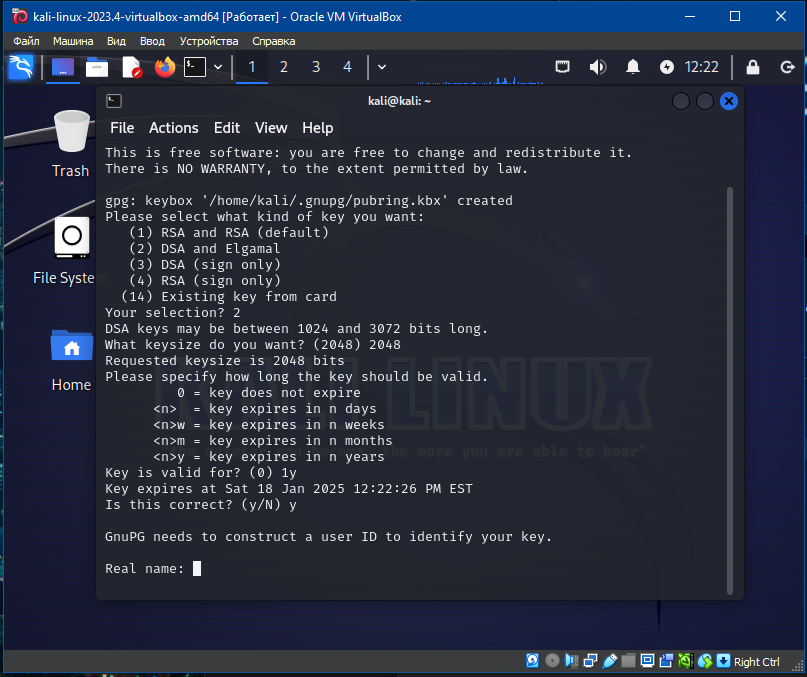 kali-linux-2023.4-virtualbox-amd64 [Работает] - Oracle VM VirtualBox
Файл Машина Вид Ввод Устройства Справка
1 2 3 4 12:22
kali@kali: ~
File Actions Edit View Help
Trash
File System
Home
This is free software: you are free to change and redistribute it.
There is NO WARRANTY, to the extent permitted by law.
gpg: keybox '/home/kali/.gnupg/pubring.kbx' created
Please select what kind of key you want:
(1) RSA and RSA (default)
(2) DSA and Elgamal
(3) DSA (sign only)
(4) RSA (sign only)
(14) Existing key from card
Your selection? 2
DSA keys may be between 1024 and 3072 bits long.
What keysize do you want? (2048) 2048
Requested keysize is 2048 bits
Please specify how long the key should be valid.
0 = key does not expire
<n> = key expires in n days
<n>w = key expires in n weeks
<n>m = key expires in n months
<n>y = key expires in n years
Key is valid for? (0) 1y
Key expires at Sat 18 Jan 2025 12:22:26 PM EST
Is this correct? (y/N) y
GnuPG needs to construct a user ID to identify your key.
Real name:
KALI LINUX
the more you are able to hear"
Right Ctrl